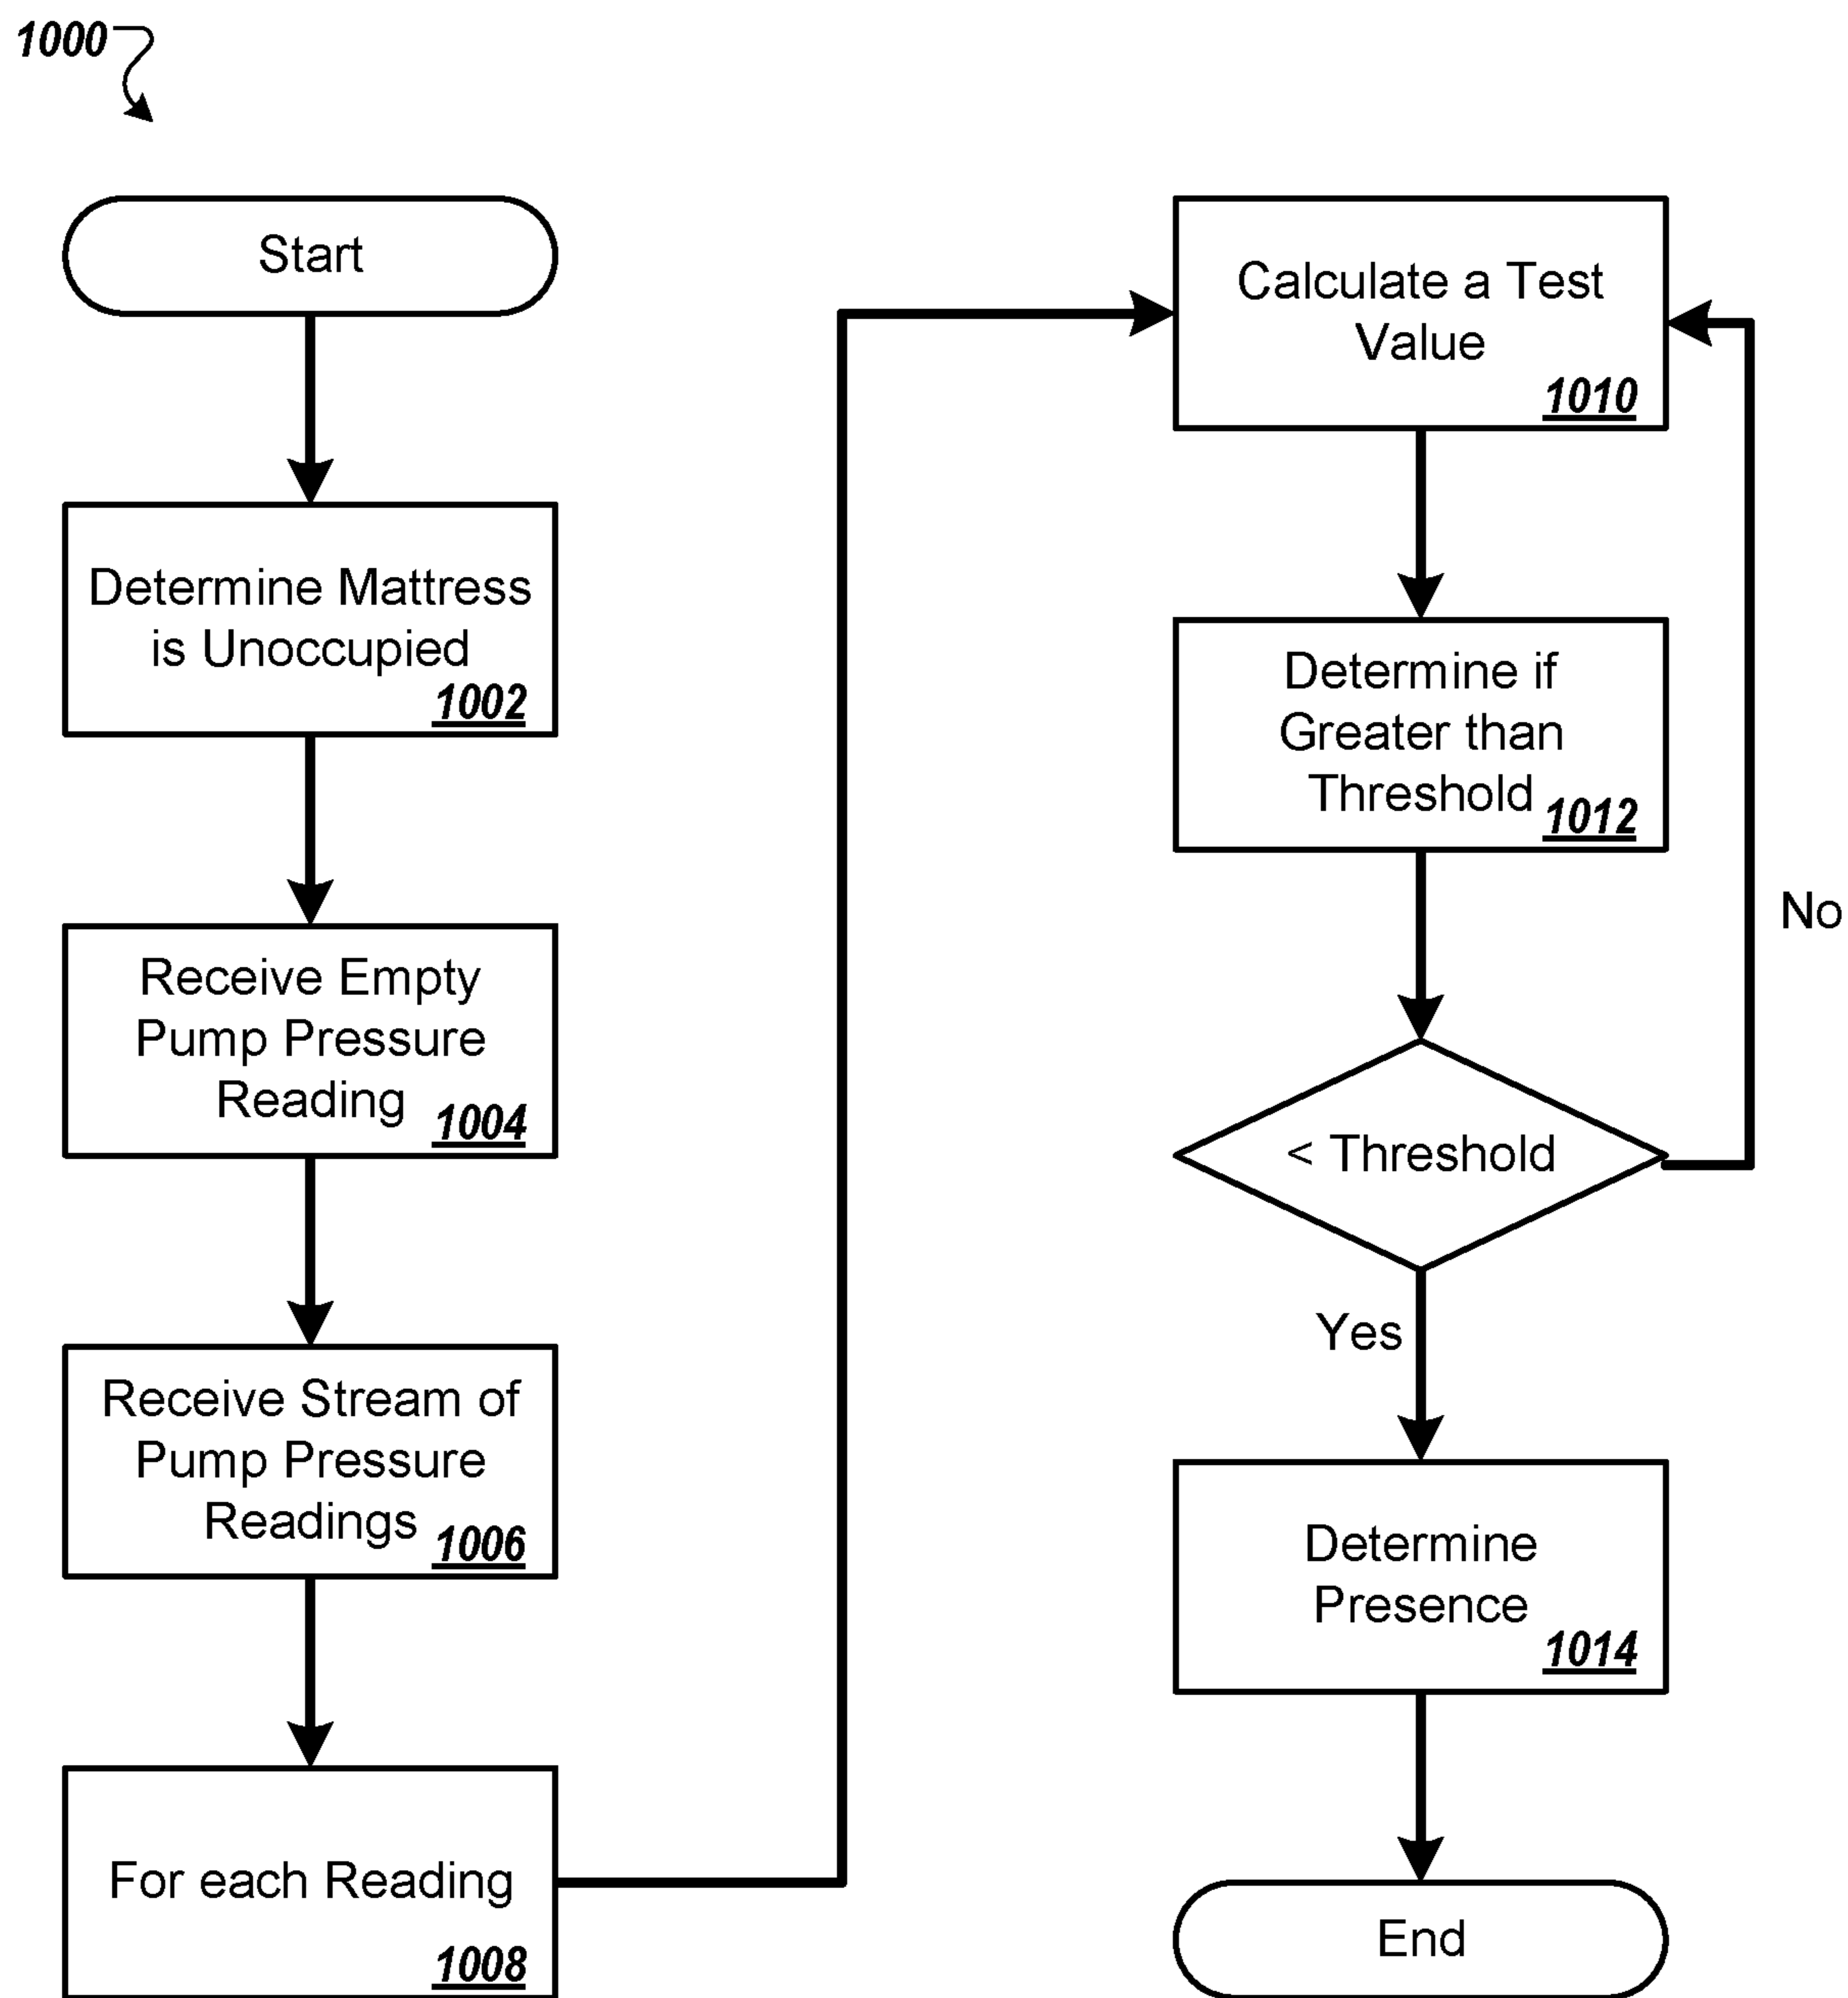 1000
Start
Determine Mattress
is Unoccupied
1002
Receive Empty
Pump Pressure
Reading
1004
Receive Stream of
Pump Pressure
Readings
1006
For each Reading
1008
Calculate a Test
Value
1010
Determine if
Greater than
Threshold
1012
No
< Threshold
Yes
Determine
Presence
1014
End